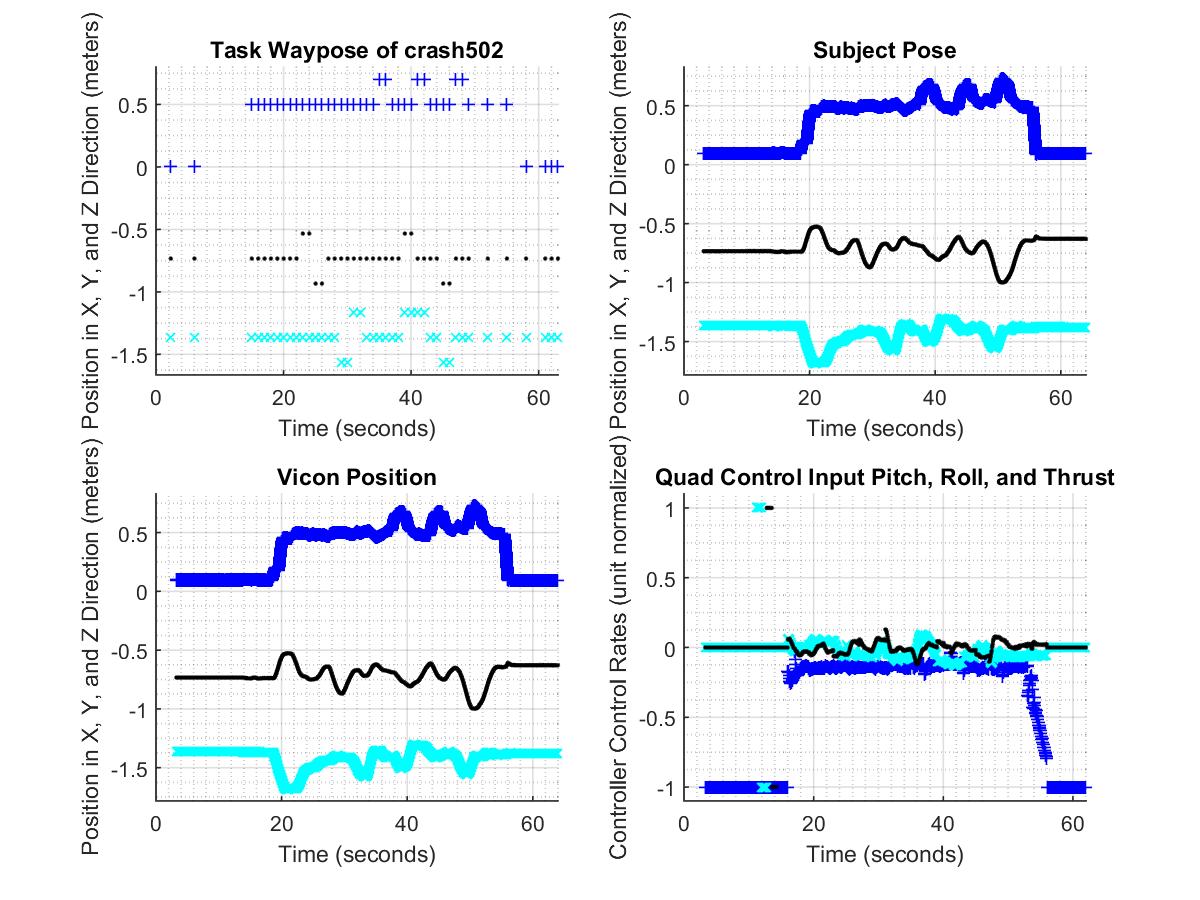 Task Waypose of crash502
Position in X, Y, and Z Direction (meters)
0.5
0
-0.5
-1
-1.5
0 20 40 60
Time (seconds)
Subject Pose
Position in X, Y, and Z Direction (meters)
0.5
0
-0.5
-1
-1.5
0 20 40 60
Time (seconds)
Vicon Position
Position in X, Y, and Z Direction (meters)
0.5
0
-0.5
-1
-1.5
0 20 40 60
Time (seconds)
Quad Control Input Pitch, Roll, and Thrust
Controller Control Rates (unit normalized)
1
0.5
0
-0.5
-1
0 20 40 60
Time (seconds)